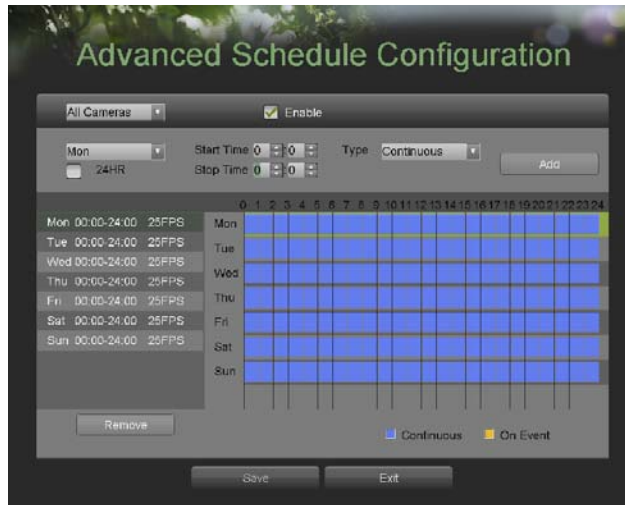 Advanced Schedule Configuration
All Cameras Enable
Mon Start Time 0 : 0 Type Continuous
24HR Stop Time 0 : 0 Add
0 1 2 3 4 5 6 7 8 9 10 11 12 13 14 15 16 17 18 19 20 21 22 23 24
Mon 00:00-24:00 25FPS Mon
Tue 00:00-24:00 25FPS Tue
Wed 00:00-24:00 25FPS Wed
Thu 00:00-24:00 25FPS Thu
Fri 00:00-24:00 25FPS Fri
Sat 00:00-24:00 25FPS Sat
Sun 00:00-24:00 25FPS Sun
Remove Continuous On Event
Save Exit